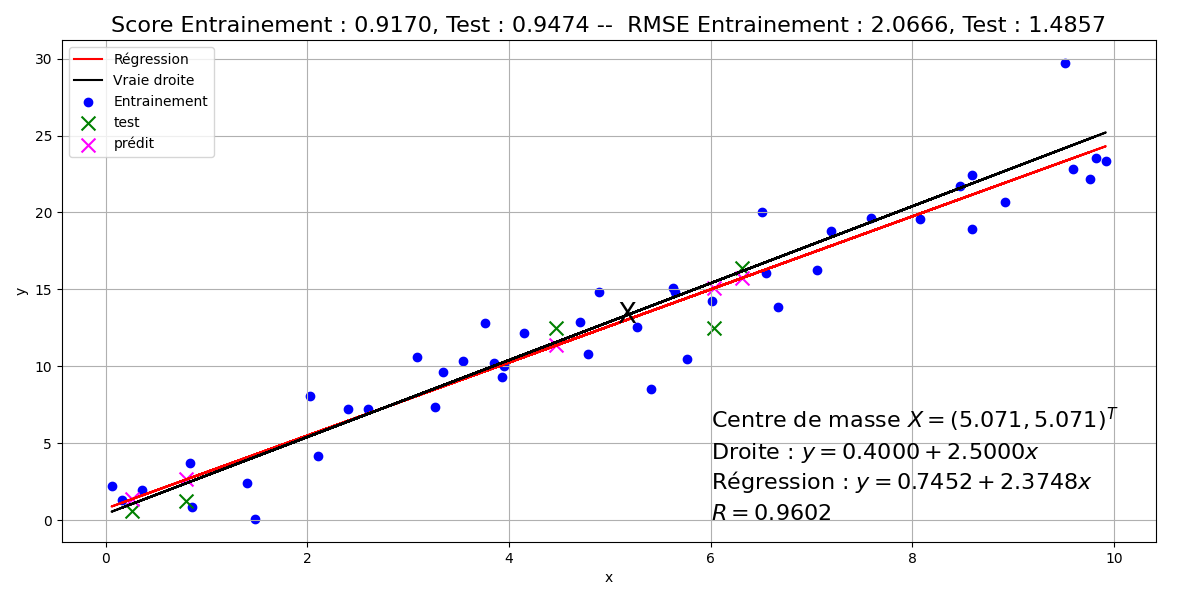 Score Entrainement : 0.9170, Test : 0.9474 --  RMSE Entrainement : 2.0666, Test : 1.4857
Régression
Vraie droite
Entrainement
test
prédit
30
25
20
15
10
5
0
y
X
Centre de masse X = (5.071, 5.071)^T
Droite : y = 0.4000 + 2.5000x
Régression : y = 0.7452 + 2.3748x
R = 0.9602
0 2 4 6 8 10
x